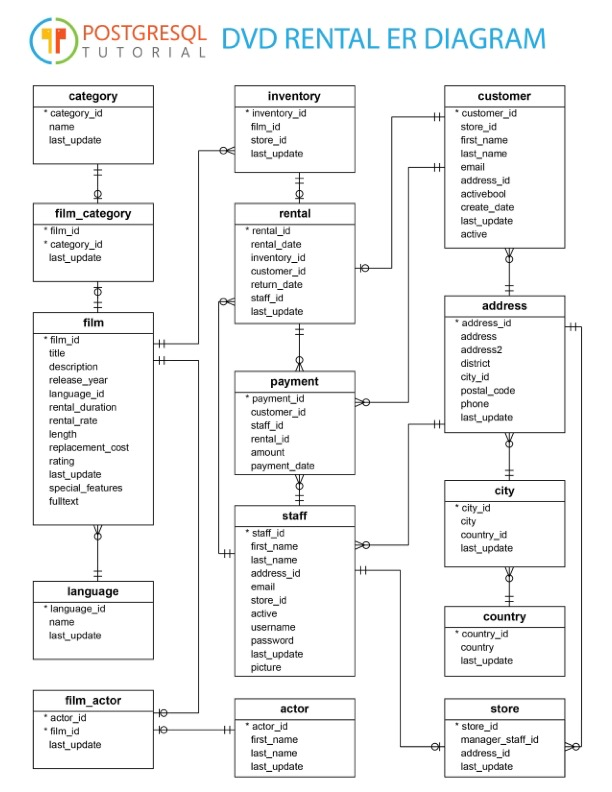 POSTGRESQL
TUTORIAL
DVD RENTAL ER DIAGRAM
category
* category_id
name
last_update
inventory
* inventory_id
film_id
store_id
last_update
customer
* customer_id
store_id
first_name
last_name
email
address_id
activebool
create_date
last_update
active
film_category
* film_id
* category_id
last_update
rental
* rental_id
rental_date
inventory_id
customer_id
return_date
staff_id
last_update
film
* film_id
title
description
release_year
language_id
rental_duration
rental_rate
length
replacement_cost
rating
last_update
special_features
fulltext
address
* address_id
address
address2
district
city_id
postal_code
phone
last_update
payment
* payment_id
customer_id
staff_id
rental_id
amount
payment_date
city
* city_id
city
country_id
last_update
staff
* staff_id
first_name
last_name
address_id
email
store_id
active
username
password
last_update
picture
language
* language_id
name
last_update
country
* country_id
country
last_update
film_actor
* actor_id
* film_id
last_update
actor
* actor_id
first_name
last_name
last_update
store
* store_id
manager_staff_id
address_id
last_update